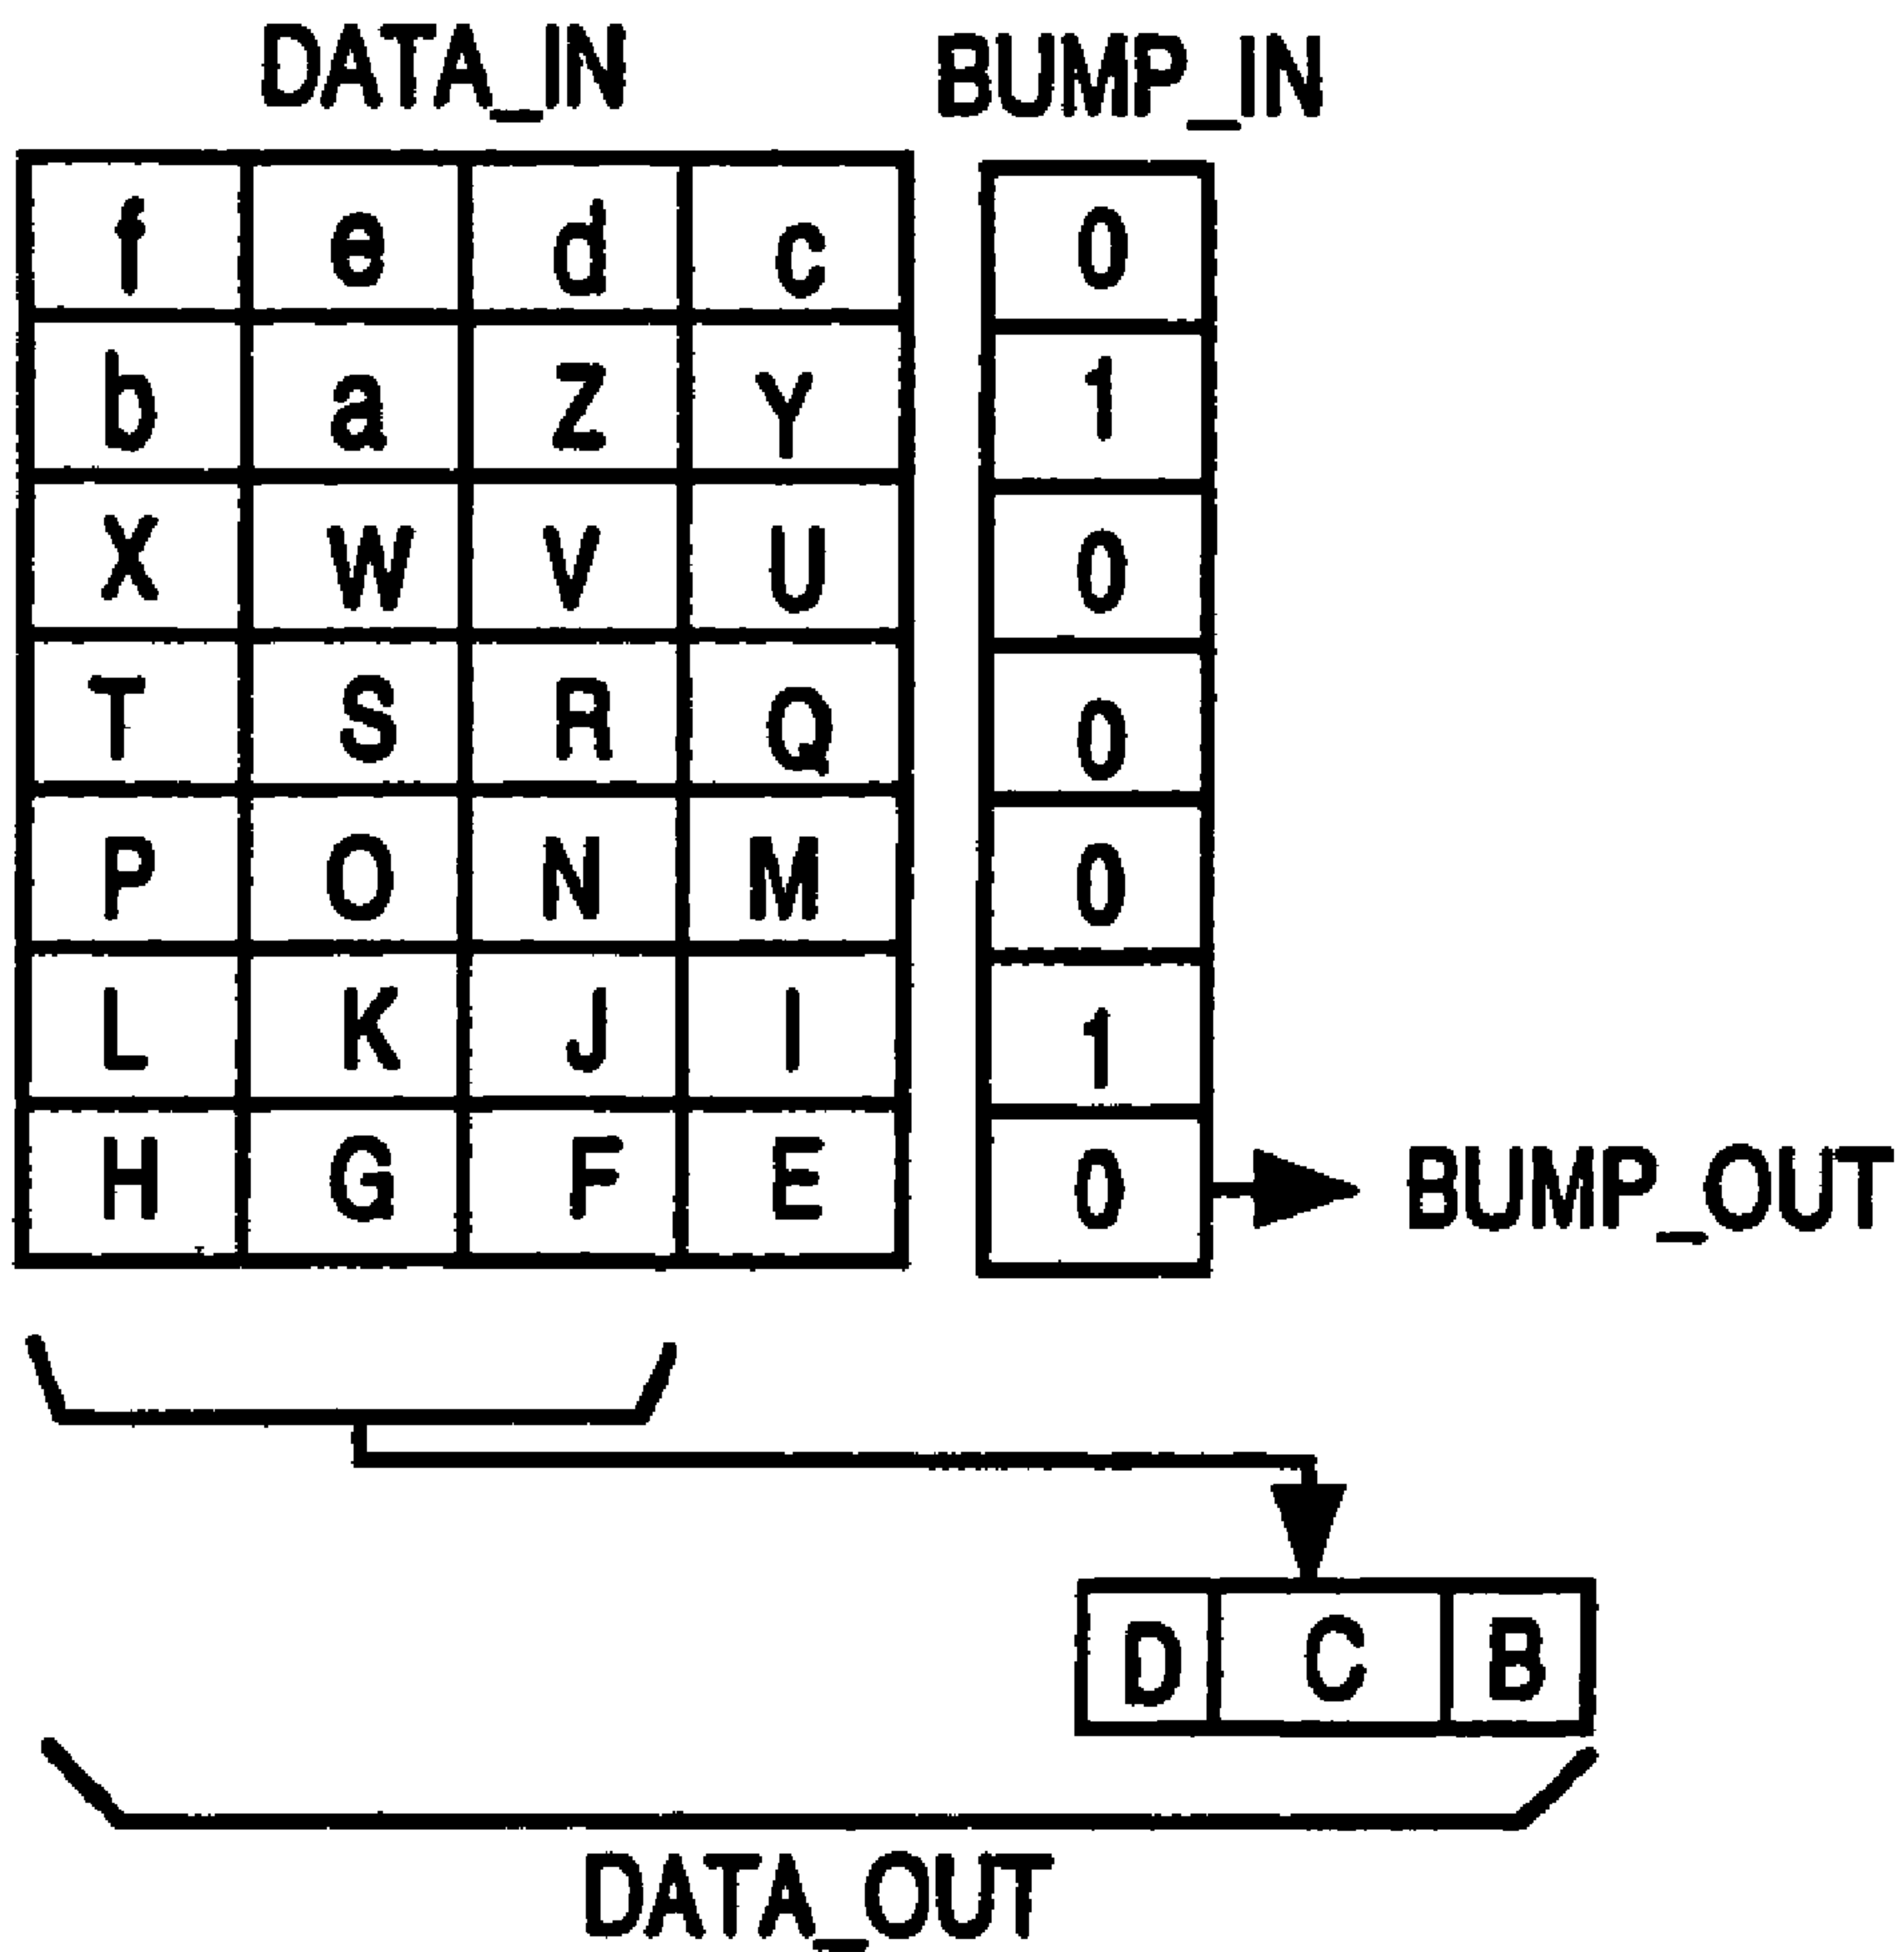 DATA_IN BUMP_IN
f e d c 0
b a Z Y 1
X W V U 0
T S R Q 0
P O N M 0
L K J I 1
H G F E 0 BUMP_OUT
D C B
DATA_OUT